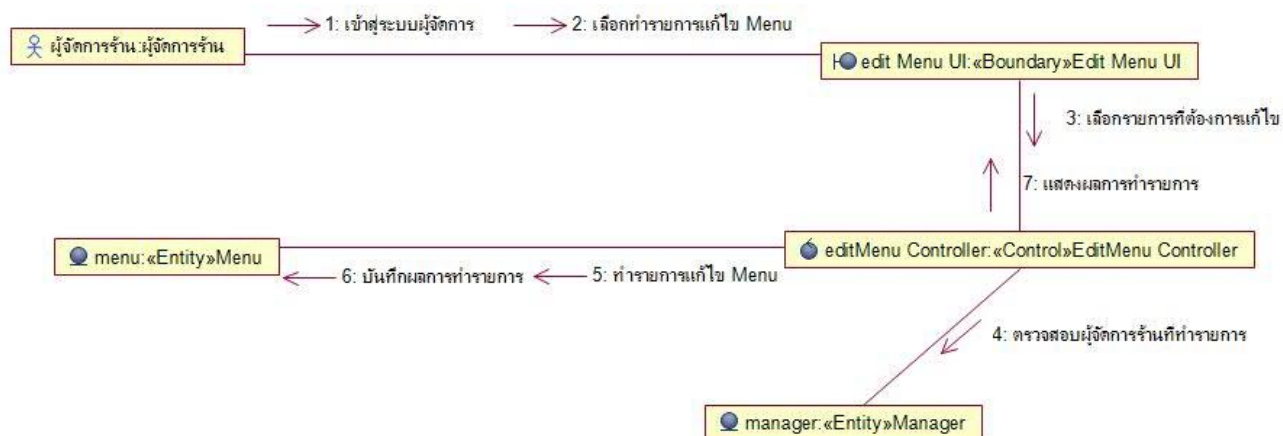 1: เข้าสู่ระบบผู้จัดการ
2: เลือกทำรายการแก้ไข Menu
ผู้จัดการร้าน:ผู้จัดการร้าน
edit Menu UI:«Boundary»Edit Menu UI
3: เลือกรายการที่ต้องการแก้ไข
7: แสดงผลการทำรายการ
menu:«Entity»Menu
editMenu Controller:«Control»EditMenu Controller
6: บันทึกผลการทำรายการ
5: ทำรายการแก้ไข Menu
4: ตรวจสอบผู้จัดการร้านที่ทำรายการ
manager:«Entity»Manager